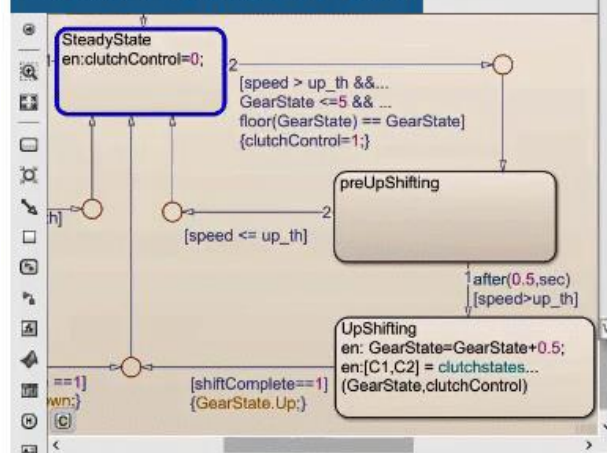 SteadyState
en:clutchControl=0;
1
2
[speed > up_th &&...
GearState <=5 && ...
floor(GearState) == GearState]
{clutchControl=1;}
preUpShifting
h]
2
[speed <= up_th]
1
after(0.5,sec)
[speed>up_th]
UpShifting
en: GearState=GearState+0.5;
en:[C1,C2] = clutchstates...
(GearState,clutchControl)
==1]
wn;}
[shiftComplete==1]
{GearState.Up;}
[C]